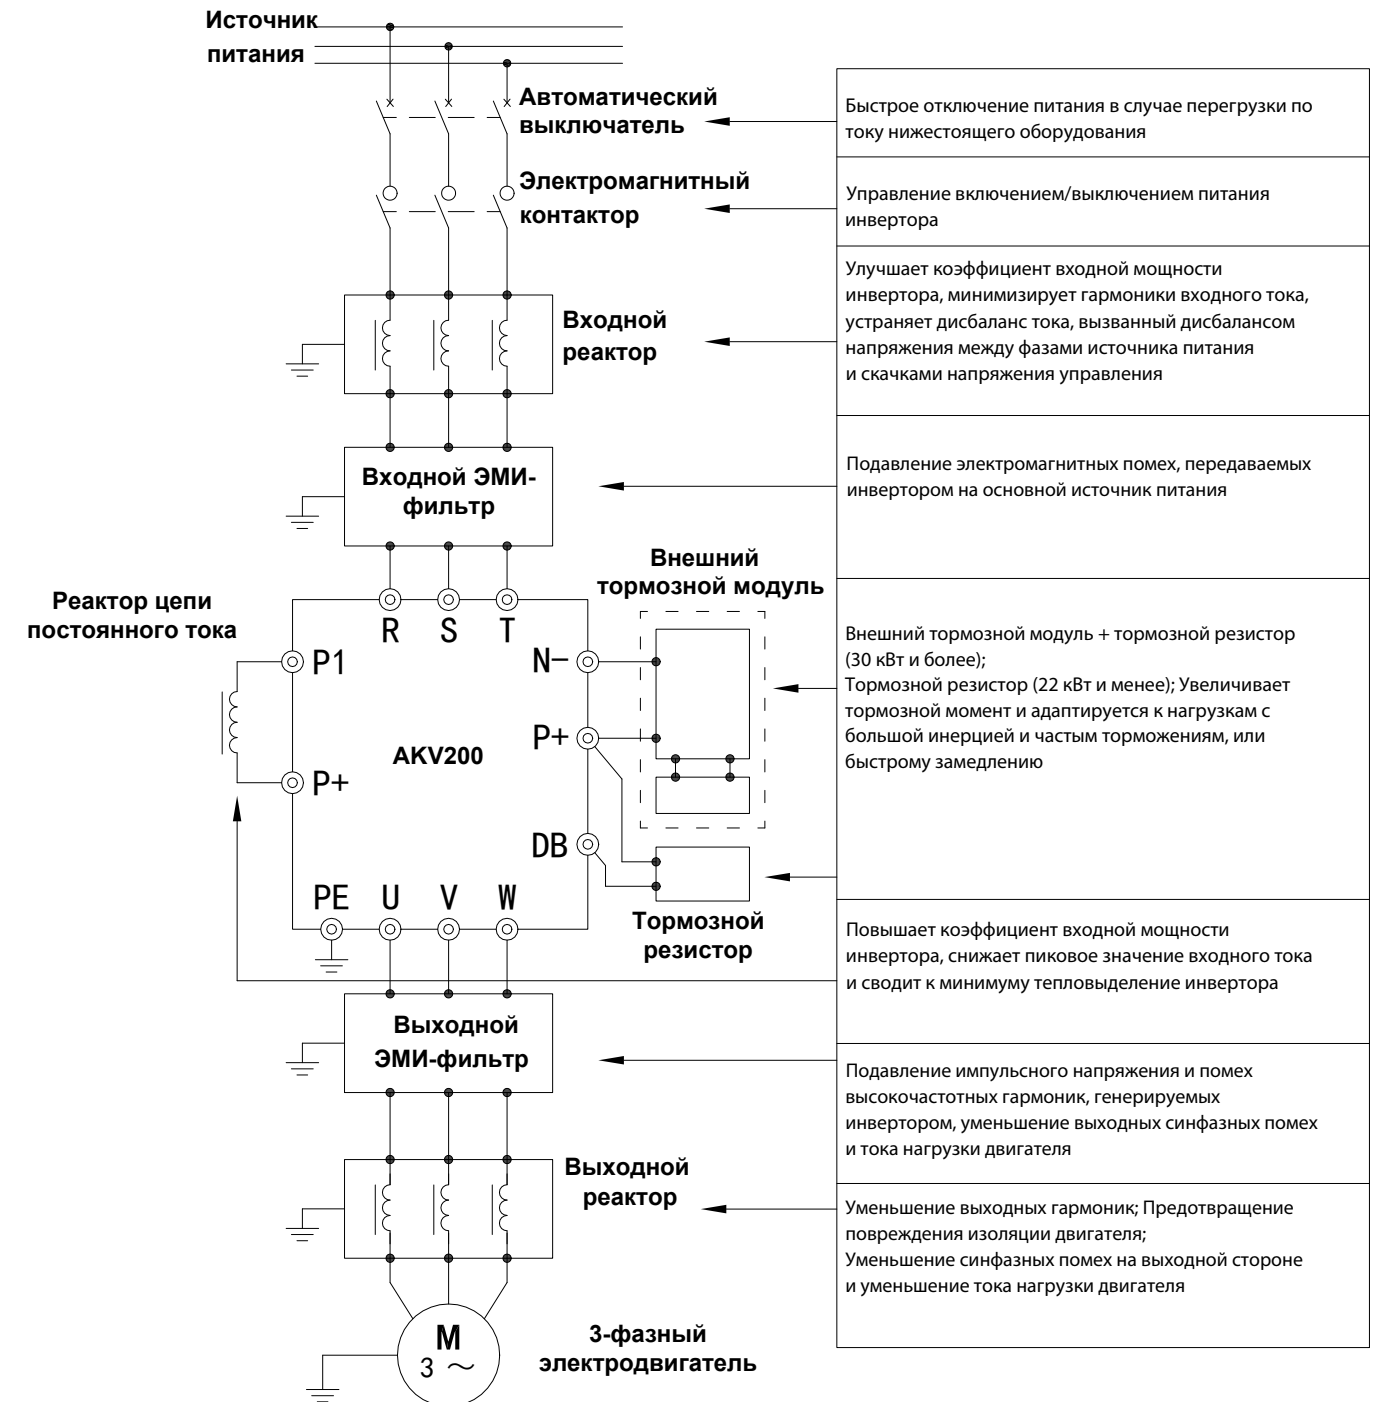 Источник
питания
Автоматический
выключатель
Быстрое отключение питания в случае перегрузки по
току нижестоящего оборудования
Электромагнитный
контактор
Управление включением/выключением питания
инвертора
Входной
реактор
Улучшает коэффициент входной мощности
инвертора, минимизирует гармоники входного тока,
устраняет дисбаланс тока, вызванный дисбалансом
напряжения между фазами источника питания
и скачками напряжения управления
Входной ЭМИ-
фильтр
Подавление электромагнитных помех, передаваемых
инвертором на основной источник питания
Внешний
тормозной модуль
Реактор цепи
постоянного тока
R S T
P1
N−
P+
AKV200
P+
DB
PE U V W
Внешний тормозной модуль + тормозной резистор
(30 кВт и более);
Тормозной резистор (22 кВт и менее); Увеличивает
тормозной момент и адаптируется к нагрузкам с
большой инерцией и частым торможениям, или
быстрому замедлению
Тормозной
резистор
Повышает коэффициент входной мощности
инвертора, снижает пиковое значение входного тока
и сводит к минимуму тепловыделение инвертора
Выходной
ЭМИ-фильтр
Подавление импульсного напряжения и помех
высокочастотных гармоник, генерируемых
инвертором, уменьшение выходных синфазных помех
и тока нагрузки двигателя
Выходной
реактор
Уменьшение выходных гармоник; Предотвращение
повреждения изоляции двигателя;
Уменьшение синфазных помех на выходной стороне
и уменьшение тока нагрузки двигателя
M
3 ~
3-фазный
электродвигатель